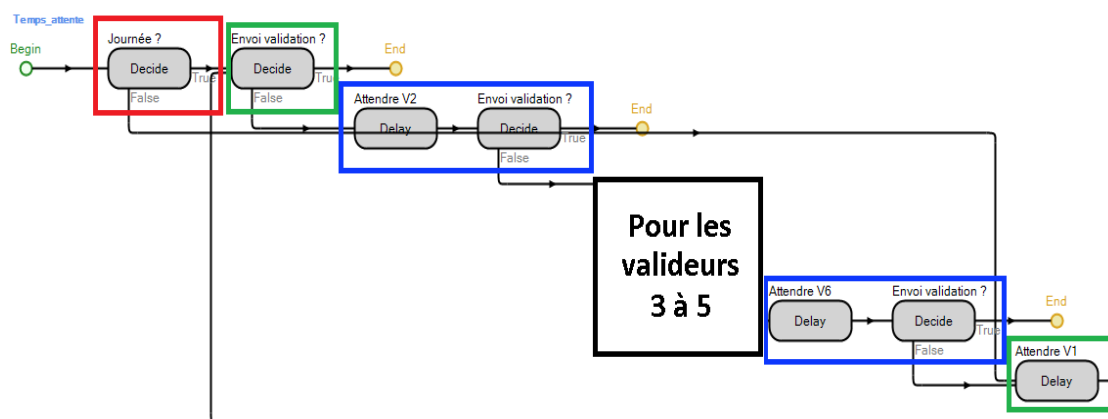 Temps_attente
Begin
Journée ?
Decide
True
False
Envoi validation ?
Decide
True
False
End
Attendre V2
Delay
Envoi validation ?
Decide
True
False
End
Pour les
valideurs
3 à 5
Attendre V6
Delay
Envoi validation ?
Decide
True
False
End
Attendre V1
Delay